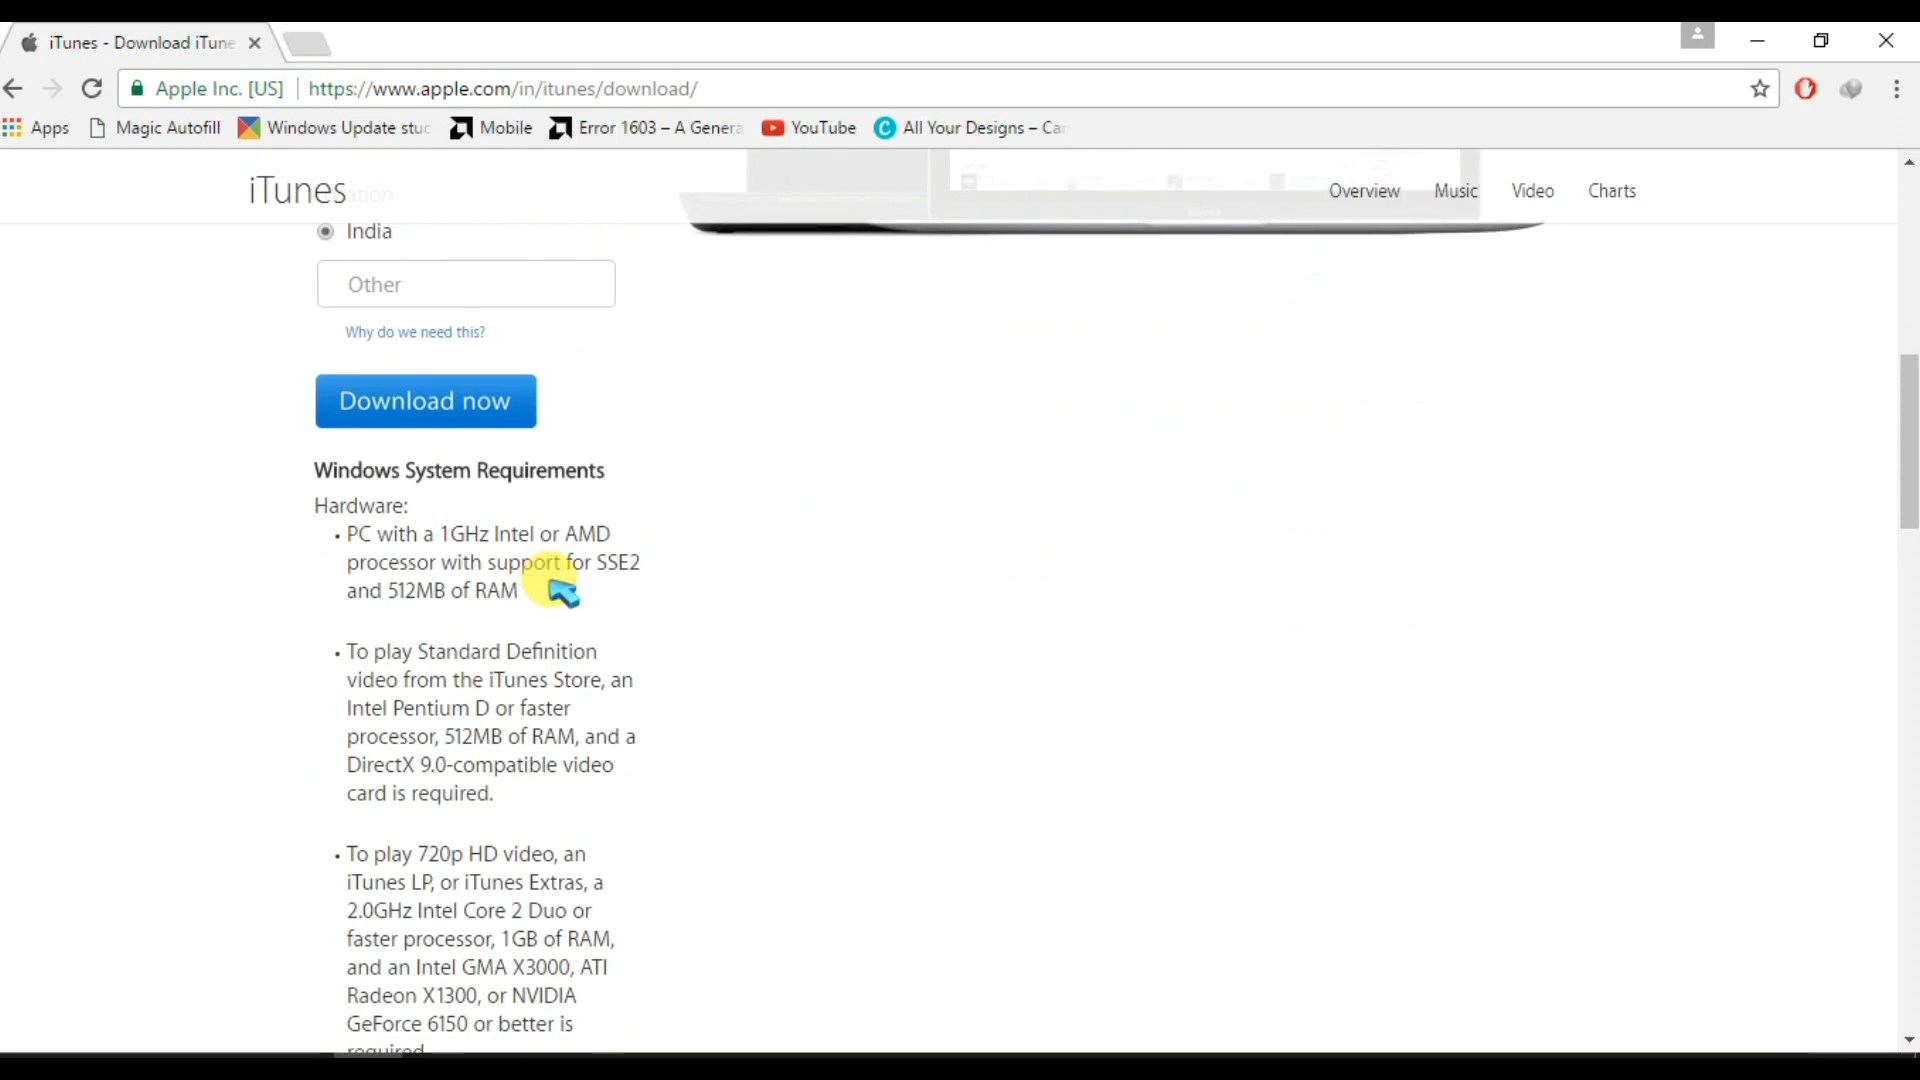 iTunes - Download iTune
Apple Inc. [US] https://www.apple.com/in/itunes/download/
Apps Magic Autofill Windows Update stu Mobile Error 1603 – A Genera YouTube All Your Designs – Ca
iTunes Overview Music Video Charts
India
Other
Why do we need this?
Download now
Windows System Requirements
Hardware:
• PC with a 1GHz Intel or AMD
processor with support for SSE2
and 512MB of RAM
• To play Standard Definition
video from the iTunes Store, an
Intel Pentium D or faster
processor, 512MB of RAM, and a
DirectX 9.0-compatible video
card is required.
• To play 720p HD video, an
iTunes LP, or iTunes Extras, a
2.0GHz Intel Core 2 Duo or
faster processor, 1GB of RAM,
and an Intel GMA X3000, ATI
Radeon X1300, or NVIDIA
GeForce 6150 or better is
required.